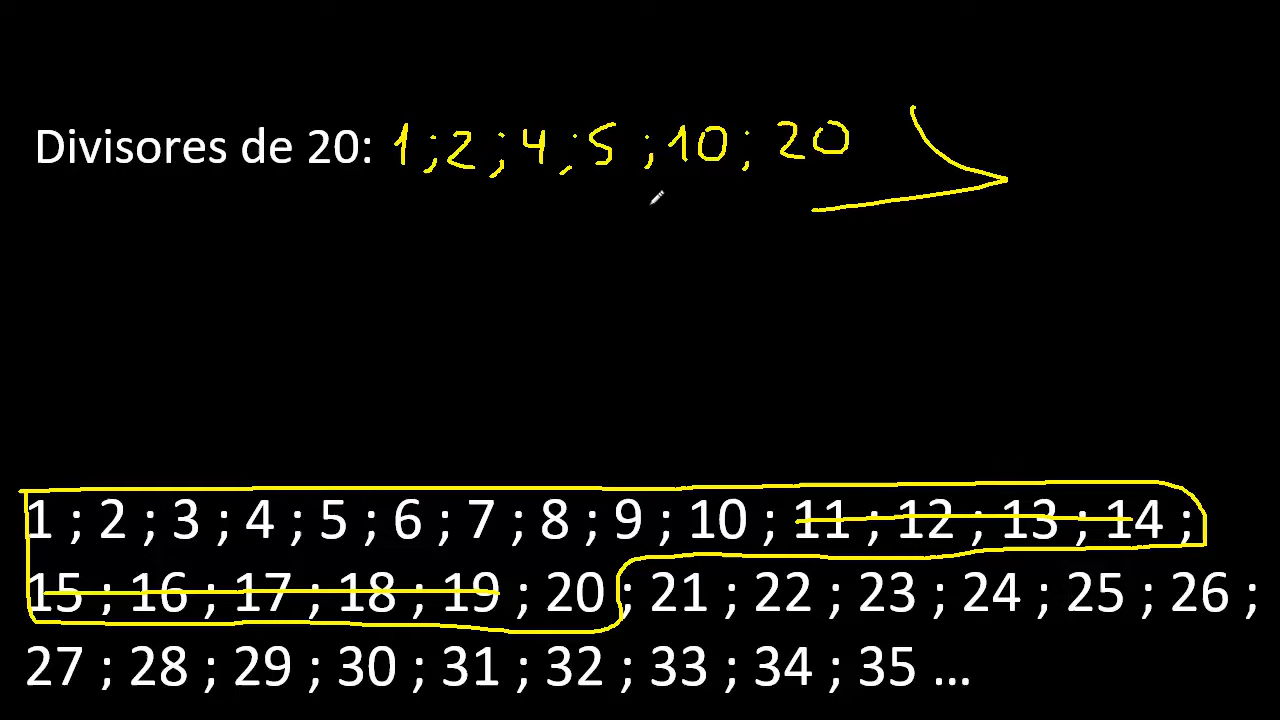 Divisores de 20: 1 ; 2 ; 4 ; 5 ; 10 ; 20
1 ; 2 ; 3 ; 4 ; 5 ; 6 ; 7 ; 8 ; 9 ; 10 ; 11 ; 12 ; 13 ; 14 ;
15 ; 16 ; 17 ; 18 ; 19 ; 20 ; 21 ; 22 ; 23 ; 24 ; 25 ; 26 ;
27 ; 28 ; 29 ; 30 ; 31 ; 32 ; 33 ; 34 ; 35 ...